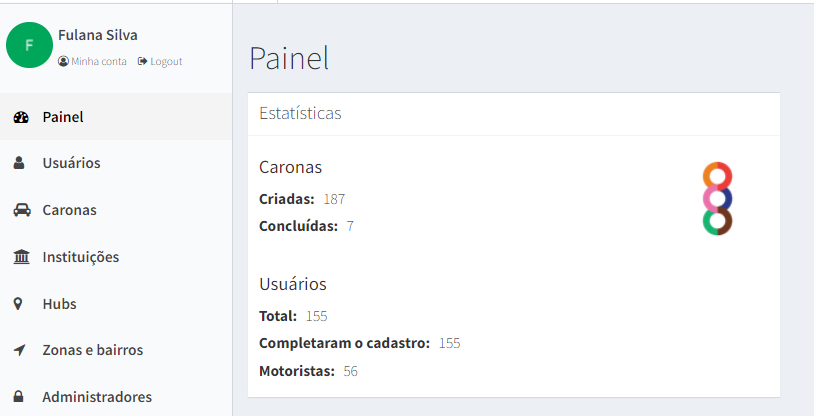 F
Fulana Silva
Minha conta Logout
Painel
Usuários
Caronas
Instituições
Hubs
Zonas e bairros
Administradores
Painel
Estatísticas
Caronas
Criadas: 187
Concluídas: 7
Usuários
Total: 155
Completaram o cadastro: 155
Motoristas: 56